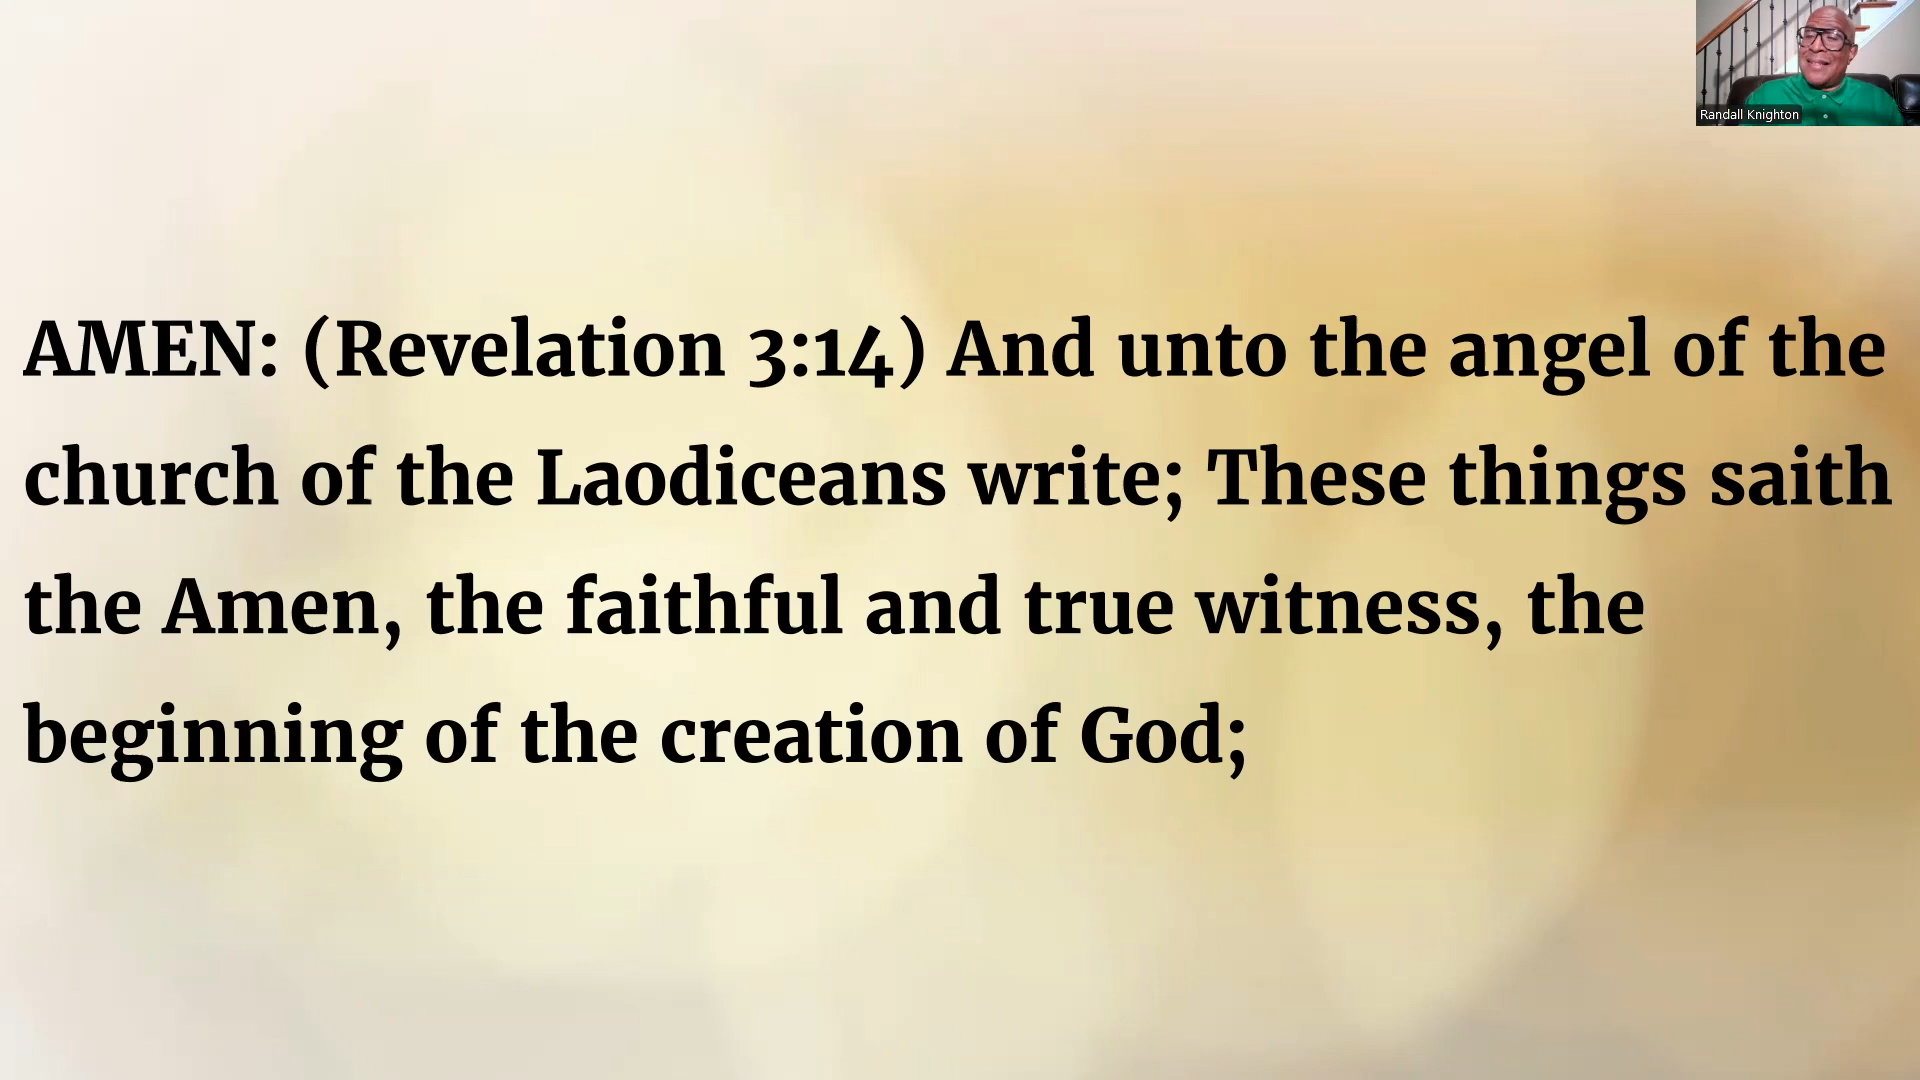 Randall Knighton
AMEN: (Revelation 3:14) And unto the angel of the
church of the Laodiceans write; These things saith
the Amen, the faithful and true witness, the
beginning of the creation of God;